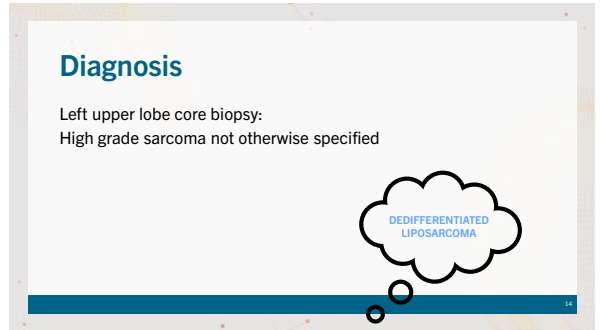 Diagnosis
Left upper lobe core biopsy:
High grade sarcoma not otherwise specified
DEDIFFERENTIATED
LIPOSARCOMA
14